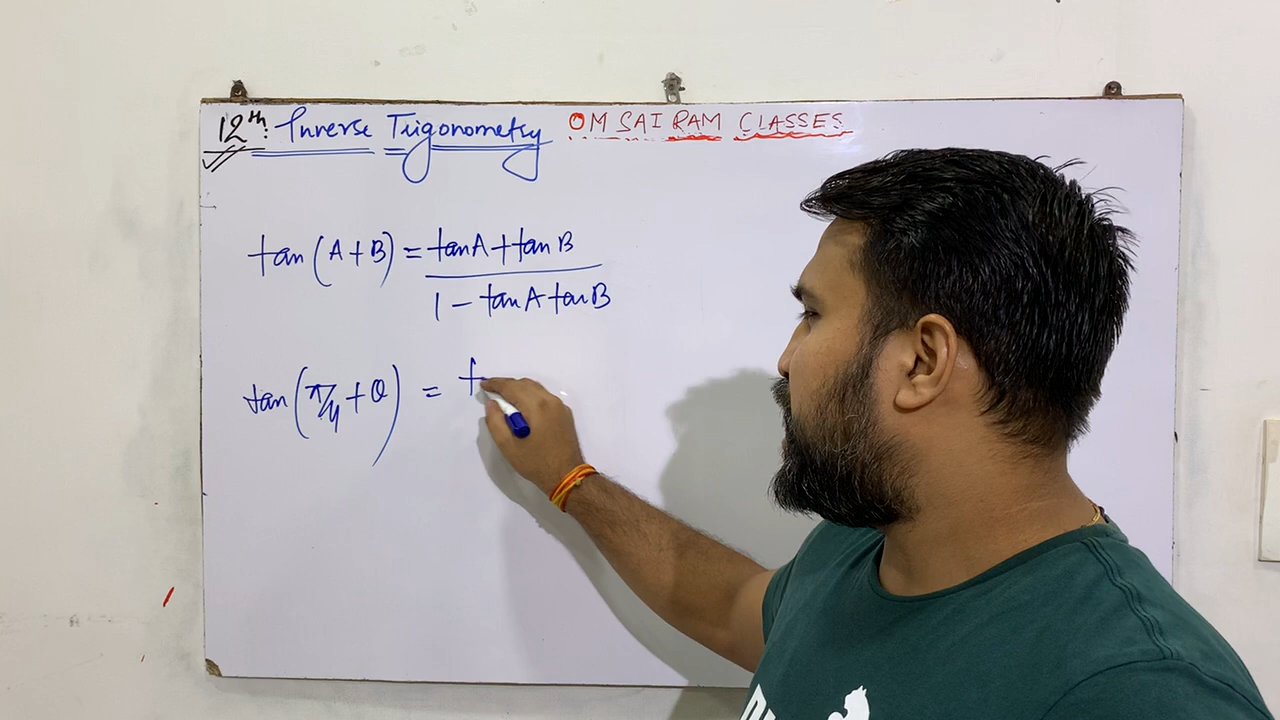 12th. Inverse Trigonometry OM SAI RAM CLASSES
tan(A+B) = tanA+tanB
1 - tanA tanB
tan(π/4+θ) = t